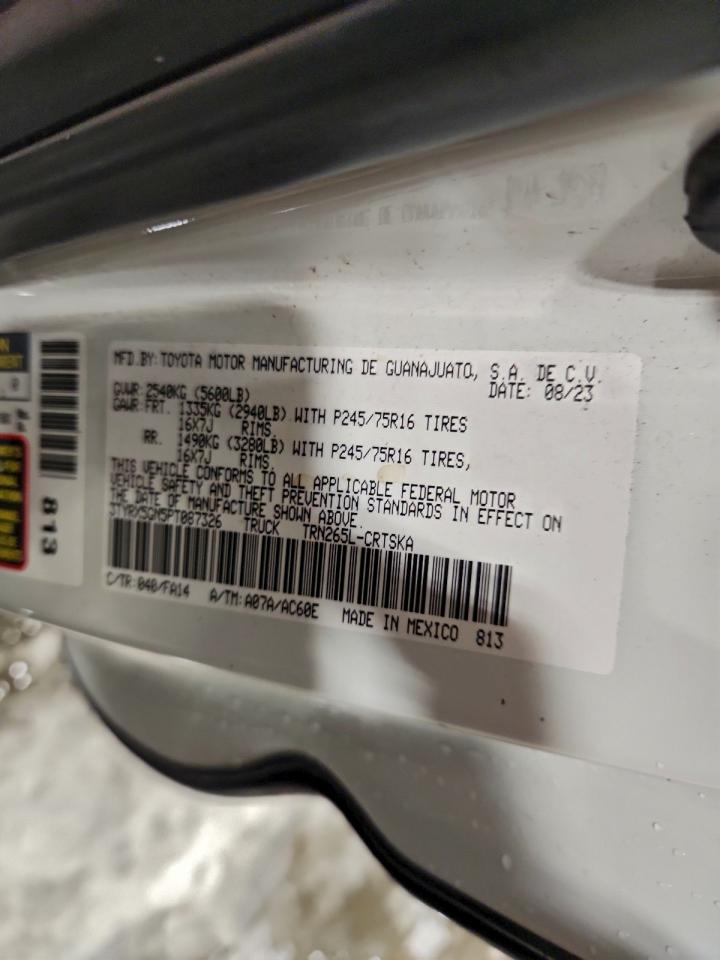 MFD.BY:TOYOTA MOTOR MANUFACTURING DE GUANAJUATO, S.A. DE C.V.
GVWR:2540KG (5600LB) DATE: 08/23
GAWR:FRT. 1335KG (2940LB) WITH P245/75R16 TIRES
16X7J RIMS,
RR. 1490KG (3280LB) WITH P245/75R16 TIRES,
16X7J RIMS,
THIS VEHICLE CONFORMS TO ALL APPLICABLE FEDERAL MOTOR
VEHICLE SAFETY AND THEFT PREVENTION STANDARDS IN EFFECT ON
THE DATE OF MANUFACTURE SHOWN ABOVE.
TRUCK TRN265L-CRTSKA
C/TR:040/FA14 A/TM:A07A/AC60E MADE IN MEXICO 813
813